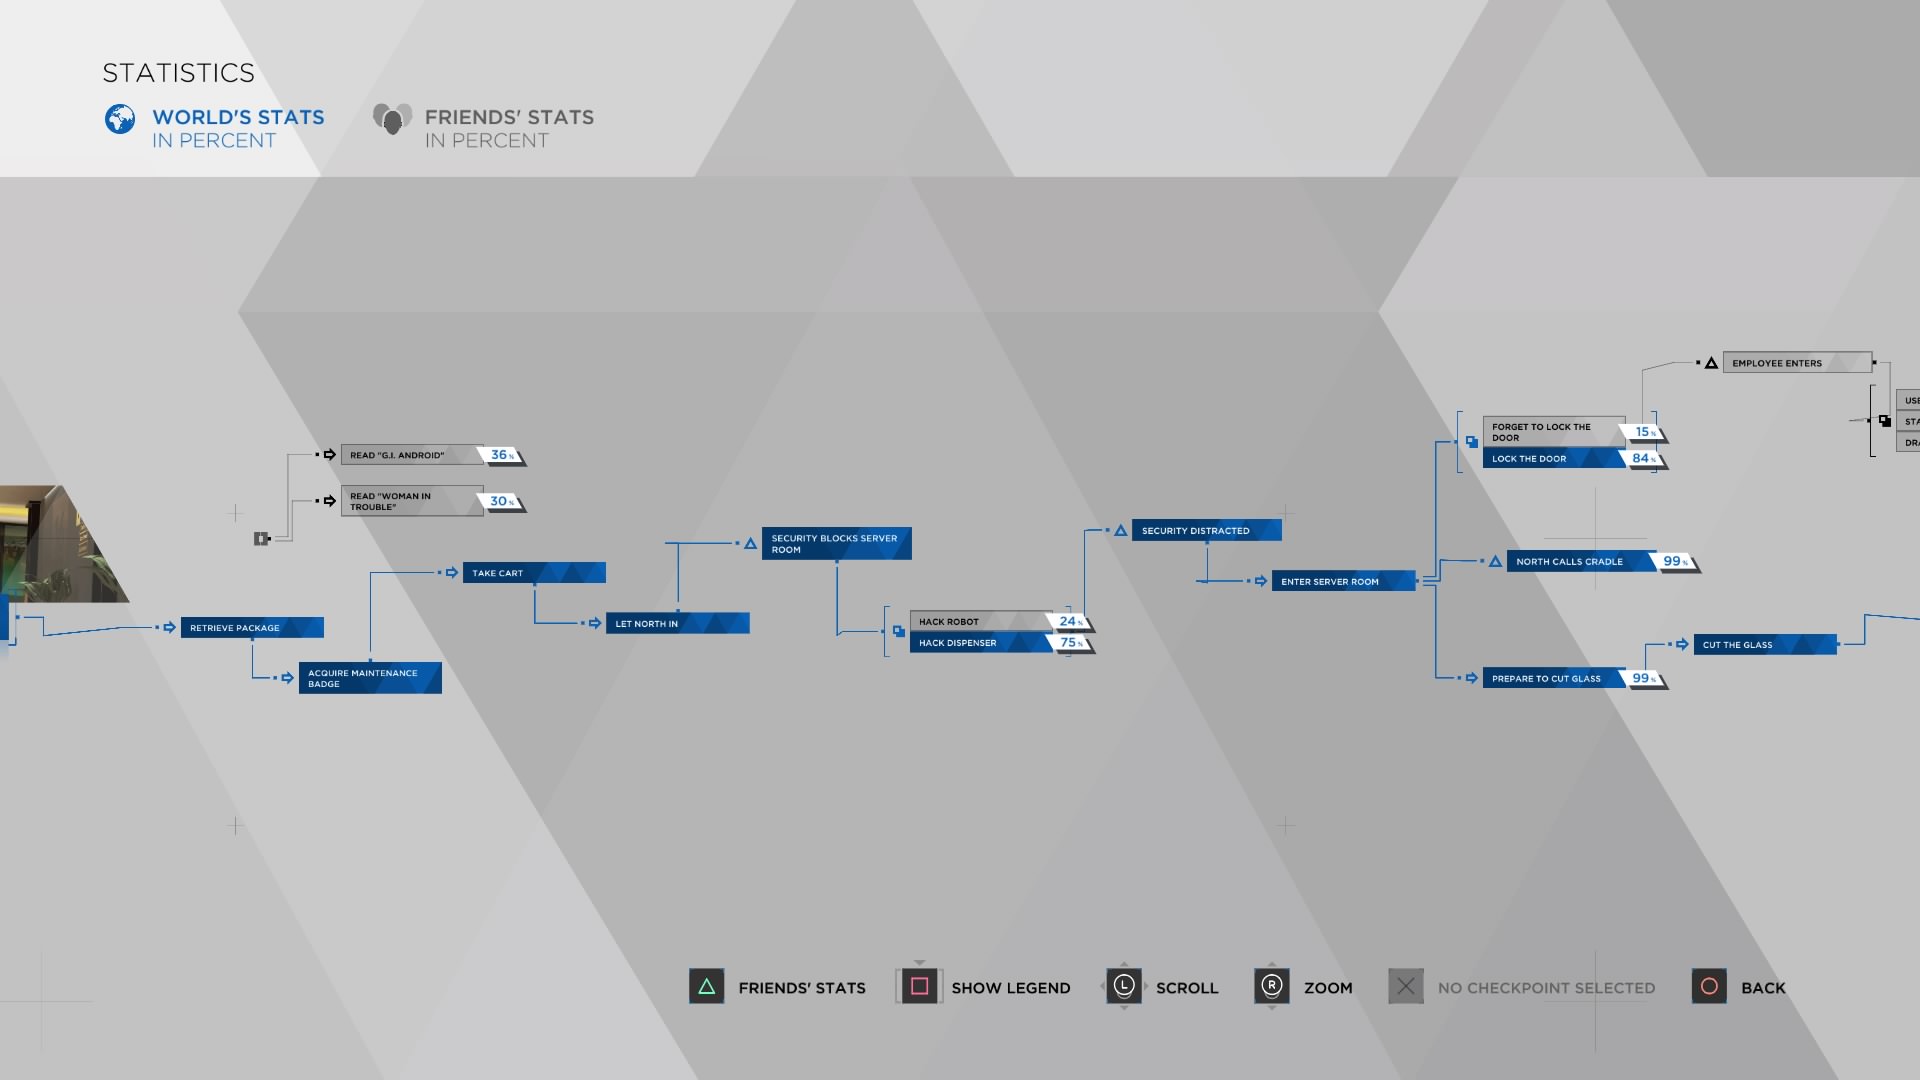 STATISTICS
WORLD'S STATS
IN PERCENT
FRIENDS' STATS
IN PERCENT
EMPLOYEE ENTERS
USE
STA
DRA
FORGET TO LOCK THE
DOOR
15%
LOCK THE DOOR
84%
READ "G.I. ANDROID"
36%
READ "WOMAN IN
TROUBLE"
30%
SECURITY BLOCKS SERVER
ROOM
SECURITY DISTRACTED
NORTH CALLS CRADLE
99%
TAKE CART
ENTER SERVER ROOM
RETRIEVE PACKAGE
LET NORTH IN
HACK ROBOT
24%
HACK DISPENSER
75%
CUT THE GLASS
ACQUIRE MAINTENANCE
BADGE
PREPARE TO CUT GLASS
99%
FRIENDS' STATS
SHOW LEGEND
L
SCROLL
R
ZOOM
NO CHECKPOINT SELECTED
BACK